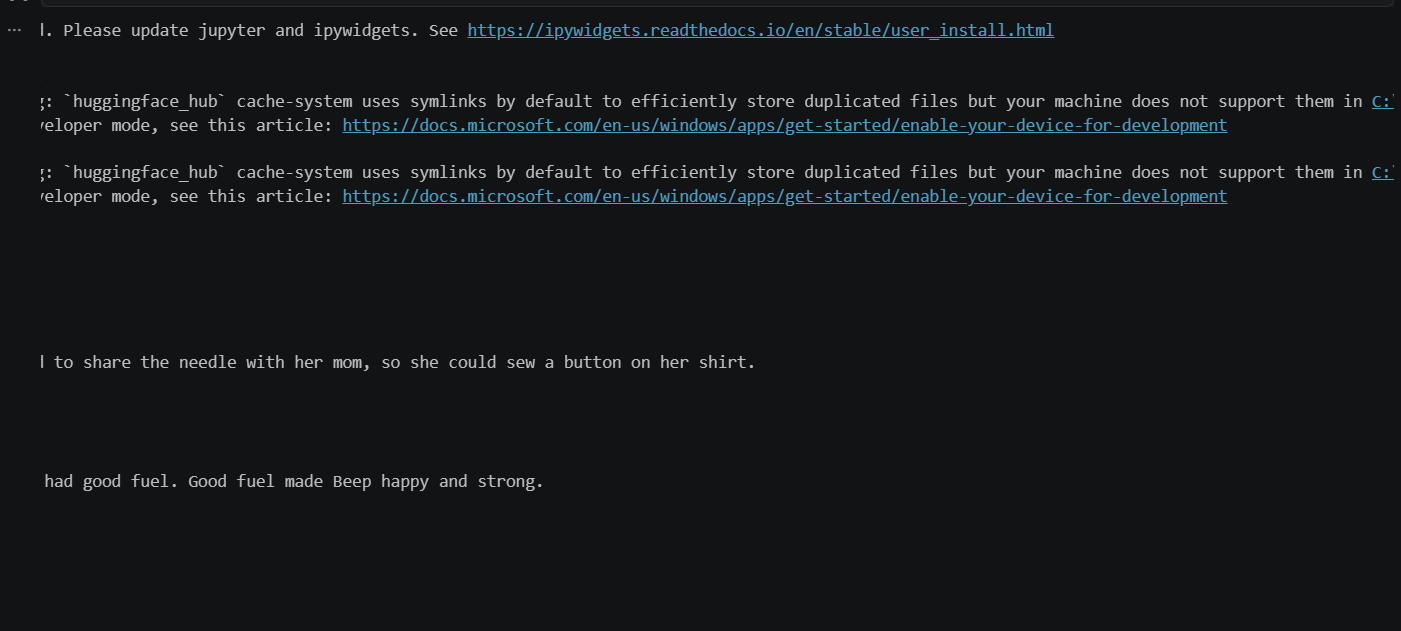 . Please update jupyter and ipywidgets. See https://ipywidgets.readthedocs.io/en/stable/user_install.html
: `huggingface_hub` cache-system uses symlinks by default to efficiently store duplicated files but your machine does not support them in C:\
veloper mode, see this article: https://docs.microsoft.com/en-us/windows/apps/get-started/enable-your-device-for-development
: `huggingface_hub` cache-system uses symlinks by default to efficiently store duplicated files but your machine does not support them in C:\
veloper mode, see this article: https://docs.microsoft.com/en-us/windows/apps/get-started/enable-your-device-for-development
to share the needle with her mom, so she could sew a button on her shirt.
had good fuel. Good fuel made Beep happy and strong.